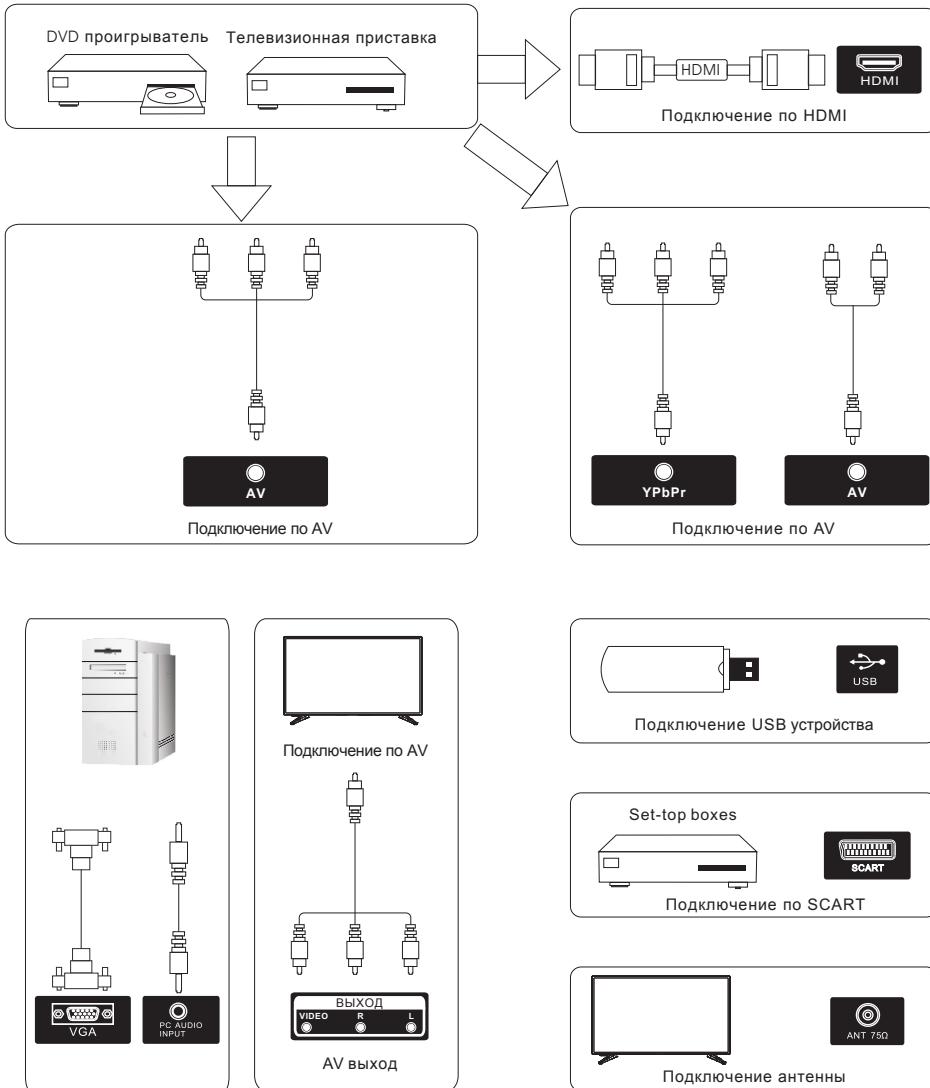 DVD проигрыватель
Телевизионная приставка
HDMI
HDMI
Подключение по HDMI
AV
Подключение по AV
YPbPr
AV
Подключение по AV
VGA
PC AUDIO
INPUT
Подключение по AV
ВЫХОД
VIDEO R L
AV выход
USB
Подключение USB устройства
Set-top boxes
SCART
Подключение по SCART
ANT 75Ω
Подключение антенны